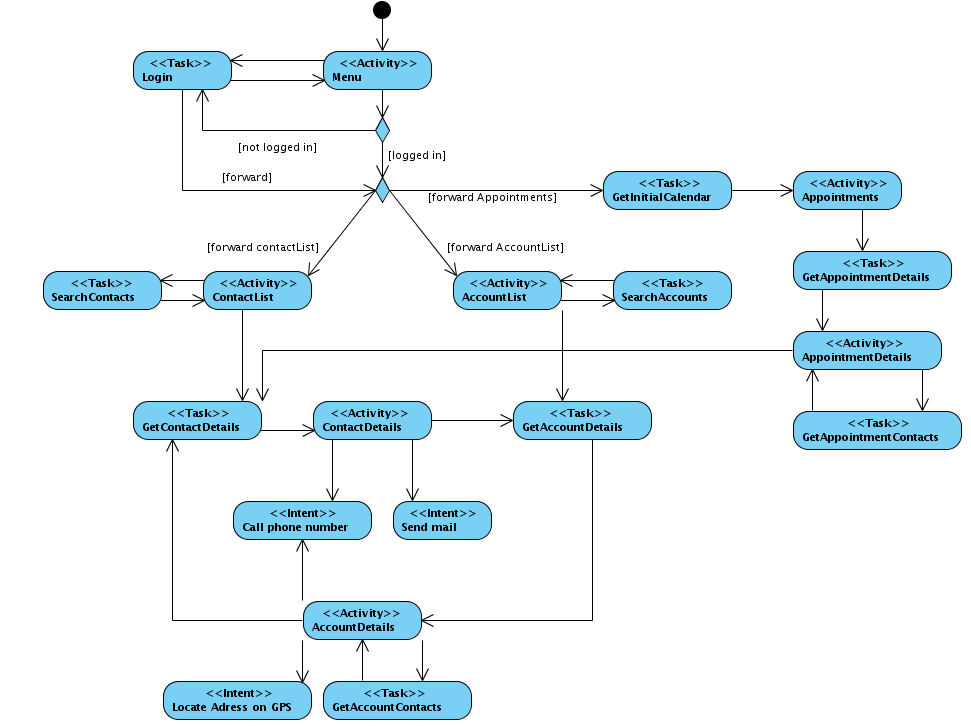 <<Task>>
Login
<<Activity>>
Menu
[not logged in]
[logged in]
[forward]
[forward Appointments]
<<Task>>
GetInitialCalendar
<<Activity>>
Appointments
[forward contactList]
[forward AccountList]
<<Task>>
GetAppointmentDetails
<<Task>>
SearchContacts
<<Activity>>
ContactList
<<Activity>>
AccountList
<<Task>>
SearchAccounts
<<Activity>>
AppointmentDetails
<<Task>>
GetContactDetails
<<Activity>>
ContactDetails
<<Task>>
GetAccountDetails
<<Task>>
GetAppointmentContacts
<<Intent>>
Call phone number
<<Intent>>
Send mail
<<Activity>>
AccountDetails
<<Intent>>
Locate Adress on GPS
<<Task>>
GetAccountContacts